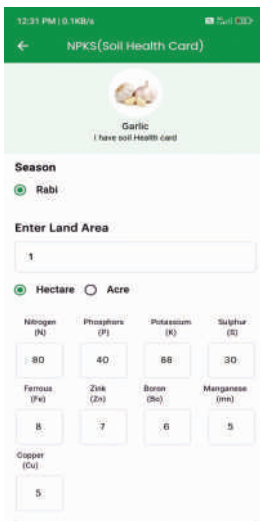 12:31 PM | 0.1KB/s
NPKS(Soil Health Card)
Garlic
I have soil Health card
Season
Rabi
Enter Land Area
1
Hectare Acre
Nitrogen Phosphors Potassium Sulphur
(N) (P) (K) (S)
80 40 68 30
Ferrous Zink Boron Manganese
(Fe) (Zn) (Bo) (mn)
8 7 6 5
Copper
(Cu)
5